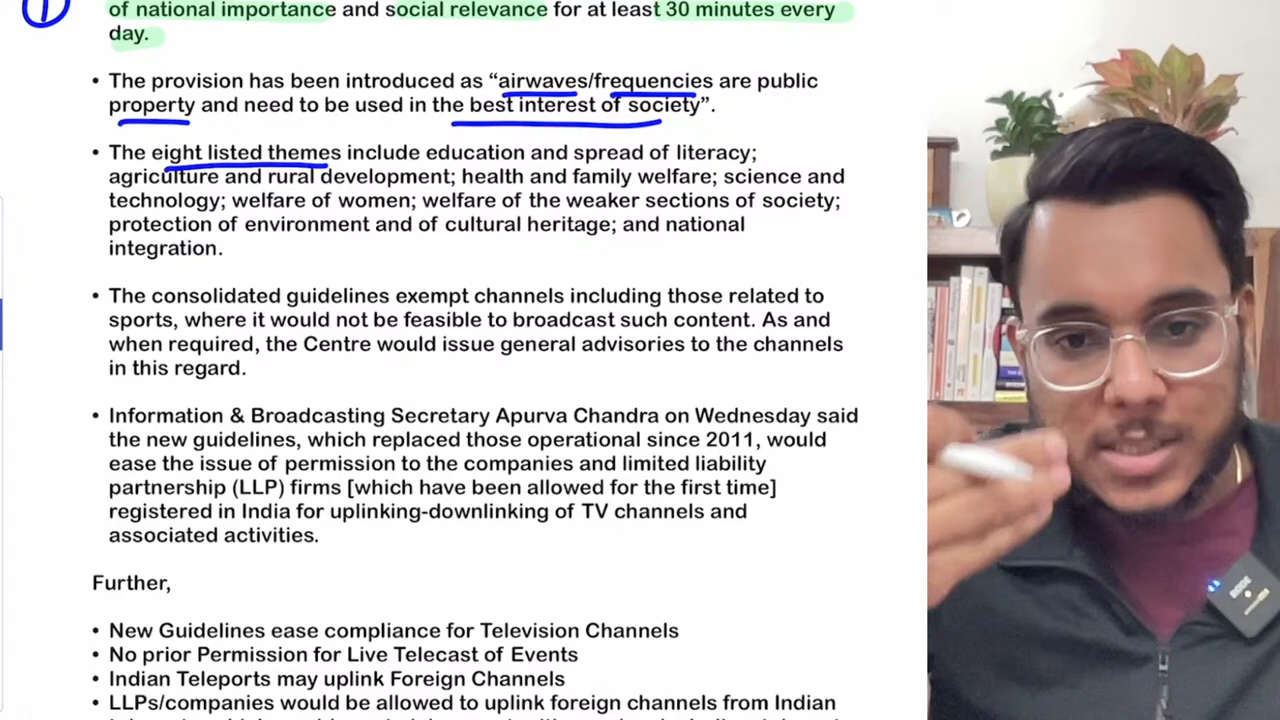 of national importance and social relevance for at least 30 minutes every
day.
• The provision has been introduced as “airwaves/frequencies are public
property and need to be used in the best interest of society”.
• The eight listed themes include education and spread of literacy;
agriculture and rural development; health and family welfare; science and
technology; welfare of women; welfare of the weaker sections of society;
protection of environment and of cultural heritage; and national
integration.
• The consolidated guidelines exempt channels including those related to
sports, where it would not be feasible to broadcast such content. As and
when required, the Centre would issue general advisories to the channels
in this regard.
• Information & Broadcasting Secretary Apurva Chandra on Wednesday said
the new guidelines, which replaced those operational since 2011, would
ease the issue of permission to the companies and limited liability
partnership (LLP) firms [which have been allowed for the first time]
registered in India for uplinking-downlinking of TV channels and
associated activities.
Further,
• New Guidelines ease compliance for Television Channels
• No prior Permission for Live Telecast of Events
• Indian Teleports may uplink Foreign Channels
• LLPs/companies would be allowed to uplink foreign channels from Indian
RODE